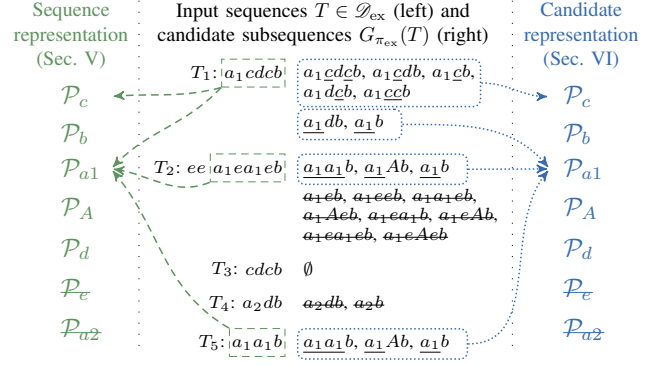 Sequence representation (Sec. V)
Input sequences T ∈ 𝒟ex (left) and candidate subsequences Gπex(T) (right)
Candidate representation (Sec. VI)
T1: a1cdcb
a1cdcb, a1cdb, a1cb,
a1dcb, a1ccb
a1db, a1b
T2: ee a1ea1eb
a1a1b, a1Ab, a1b
a1eb, a1eeb, a1a1eb,
a1Aeb, a1ea1b, a1eAb,
a1ea1eb, a1eAeb
T3: cdcb ∅
T4: a2db a2db, a2b
T5: a1a1b a1a1b, a1Ab, a1b
𝒫c
𝒫b
𝒫a1
𝒫A
𝒫d
𝒫e
𝒫a2
𝒫c
𝒫b
𝒫a1
𝒫A
𝒫d
𝒫e
𝒫a2